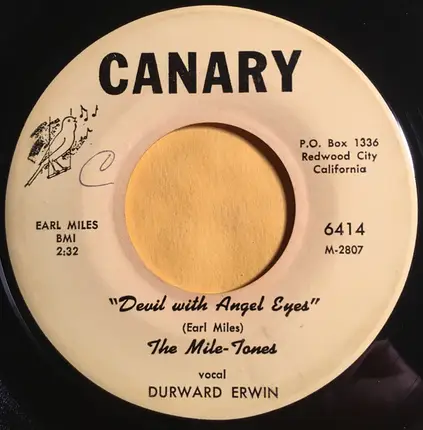 CANARY
P.O. Box 1336
Redwood City
California
C
EARL MILES
BMI
2:32
6414
M-2807
"Devil with Angel Eyes"
(Earl Miles)
The Mile-Tones
vocal
DURWARD ERWIN